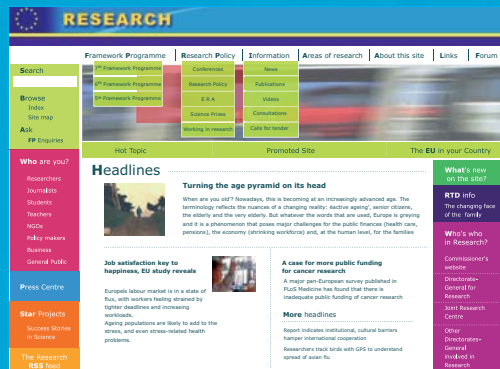 RESEARCH
Framework Programme
Research Policy
Information
Areas of research
About this site
Links
Forum
7th Framework Programme
6th Framework Programme
5th Framework Programme
Conferences
Research Policy
E R A
Science Prizes
Working in research
News
Publications
Videos
Consultations
Calls for tender
Search
Browse
Index
Site map
Ask
FP Enquiries
Hot Topic
Promoted Site
The EU in your Country
Who are you?
Researchers
Journalists
Students
Teachers
NGOs
Policy makers
Business
General Public
Press Centre
Star Projects
Success Stories
in Science
The Research
RSS feed
Headlines
Turning the age pyramid on its head
When are you old'? Nowadays, this is becoming at an increasingly advanced age. The
terminology reflects the nuances of a changing reality: ëactive ageing', senior citizens,
the elderly and the very elderly. But whatever the words that are used, Europe is greying
and it is a phenomenon that poses major challenges for the public finances (health care,
pensions), the economy (shrinking workforce) and, at the human level, for the families
Job satisfaction key to
happiness, EU study reveals
Europeís labour market is in a state of
flux, with workers feeling strained by
tighter deadlines and increasing
workloads.
Ageing populations are likely to add to the
stress, and even stress-related health
problems.
A case for more public funding
for cancer research
A major pan-European survey published in
PLoS Medicine has found that there is
inadequate public funding of cancer research
More headlines
Report indicates institutional, cultural barriers
hamper international cooperation
Researchers track birds with GPS to understand
spread of avian flu
What's new
on the site?
RTD info
The changing face
of the family
Who's who
in Research?
Commissioner's
website
Directorate-
General for
Research
Joint Research
Centre
Other
Directorates-
General
involved in
Research